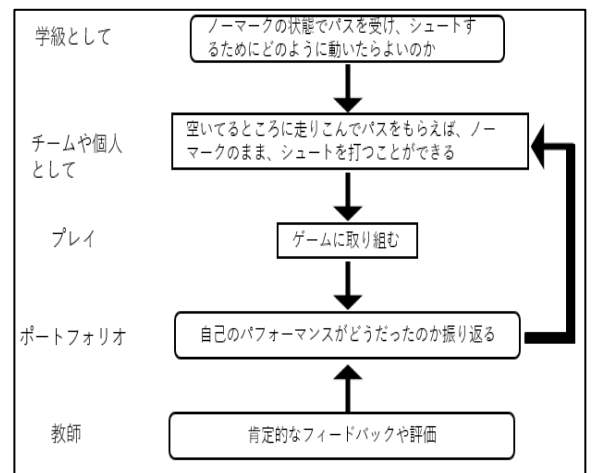 学級として
ノーマークの状態でパスを受け、シュートす
るためにどのように動いたらよいのか
チームや個人
として
空いてるところに走りこんでパスをもらえば、ノー
マークのまま、シュートを打つことができる
プレイ
ゲームに取り組む
ポートフォリオ
自己のパフォーマンスがどうだったのか振り返る
教師
肯定的なフィードバックや評価